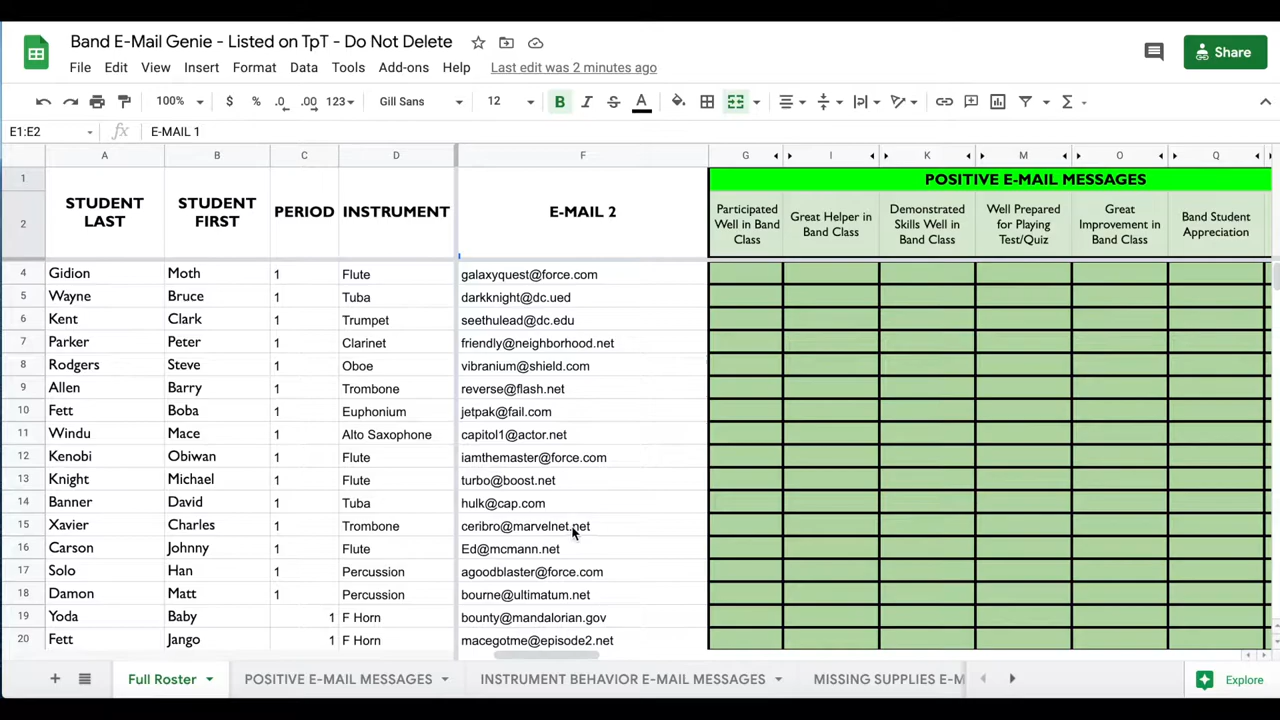 Band E-Mail Genie - Listed on TpT - Do Not Delete
File Edit View Insert Format Data Tools Add-ons Help Last edit was 2 minutes ago
Share
100% $ % .0 .00 123 Gill Sans 12 B I S A
E1:E2 fx E-MAIL 1
A B C D F G I K M O Q
1 POSITIVE E-MAIL MESSAGES
2 STUDENT LAST STUDENT FIRST PERIOD INSTRUMENT E-MAIL 2 Participated Well in Band Class Great Helper in Band Class Demonstrated Skills Well in Band Class Well Prepared for Playing Test/Quiz Great Improvement in Band Class Band Student Appreciation
4 Gidion Moth 1 Flute galaxyquest@force.com
5 Wayne Bruce 1 Tuba darkknight@dc.ued
6 Kent Clark 1 Trumpet seethulead@dc.edu
7 Parker Peter 1 Clarinet friendly@neighborhood.net
8 Rodgers Steve 1 Oboe vibranium@shield.com
9 Allen Barry 1 Trombone reverse@flash.net
10 Fett Boba 1 Euphonium jetpak@fail.com
11 Windu Mace 1 Alto Saxophone capitol1@actor.net
12 Kenobi Obiwan 1 Flute iamthemaster@force.com
13 Knight Michael 1 Flute turbo@boost.net
14 Banner David 1 Tuba hulk@cap.com
15 Xavier Charles 1 Trombone ceribro@marvelnet.net
16 Carson Johnny 1 Flute Ed@mcmann.net
17 Solo Han 1 Percussion agoodblaster@force.com
18 Damon Matt 1 Percussion bourne@ultimatum.net
19 Yoda Baby 1 F Horn bounty@mandalorian.gov
20 Fett Jango 1 F Horn macegotme@episode2.net
Full Roster POSITIVE E-MAIL MESSAGES INSTRUMENT BEHAVIOR E-MAIL MESSAGES MISSING SUPPLIES E-M Explore